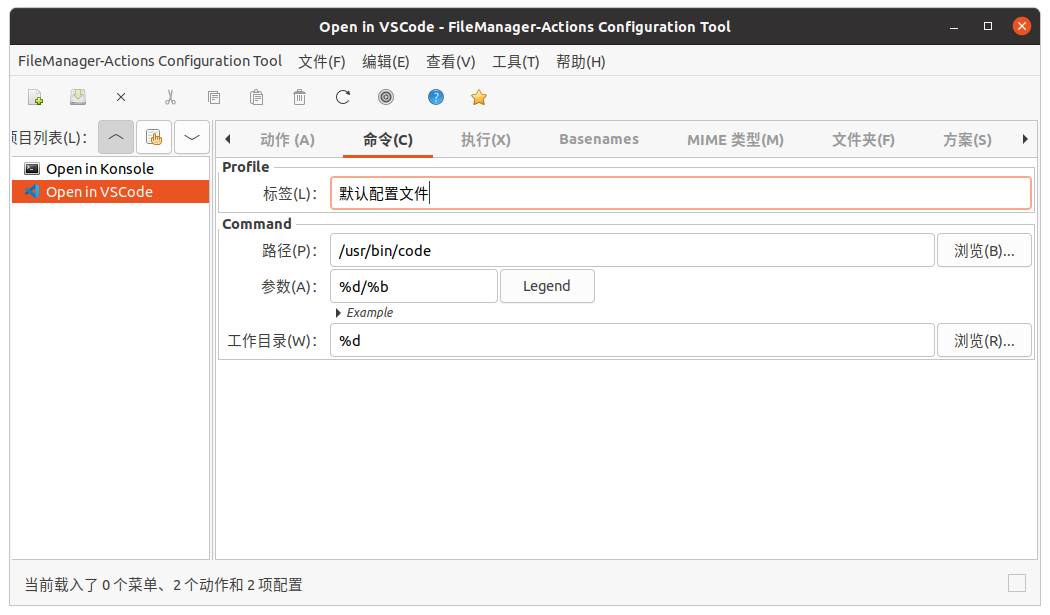 Open in VSCode - FileManager-Actions Configuration Tool
FileManager-Actions Configuration Tool 文件(F) 编辑(E) 查看(V) 工具(T) 帮助(H)
项目列表(L)： 动作 (A) 命令(C) 执行(X) Basenames MIME 类型(M) 文件夹(F) 方案(S)
Open in Konsole
Open in VSCode
Profile
标签(L)： 默认配置文件
Command
路径(P)： /usr/bin/code 浏览(B)...
参数(A)： %d/%b Legend
Example
工作目录(W)： %d 浏览(R)...
当前载入了 0 个菜单、2 个动作和 2 项配置